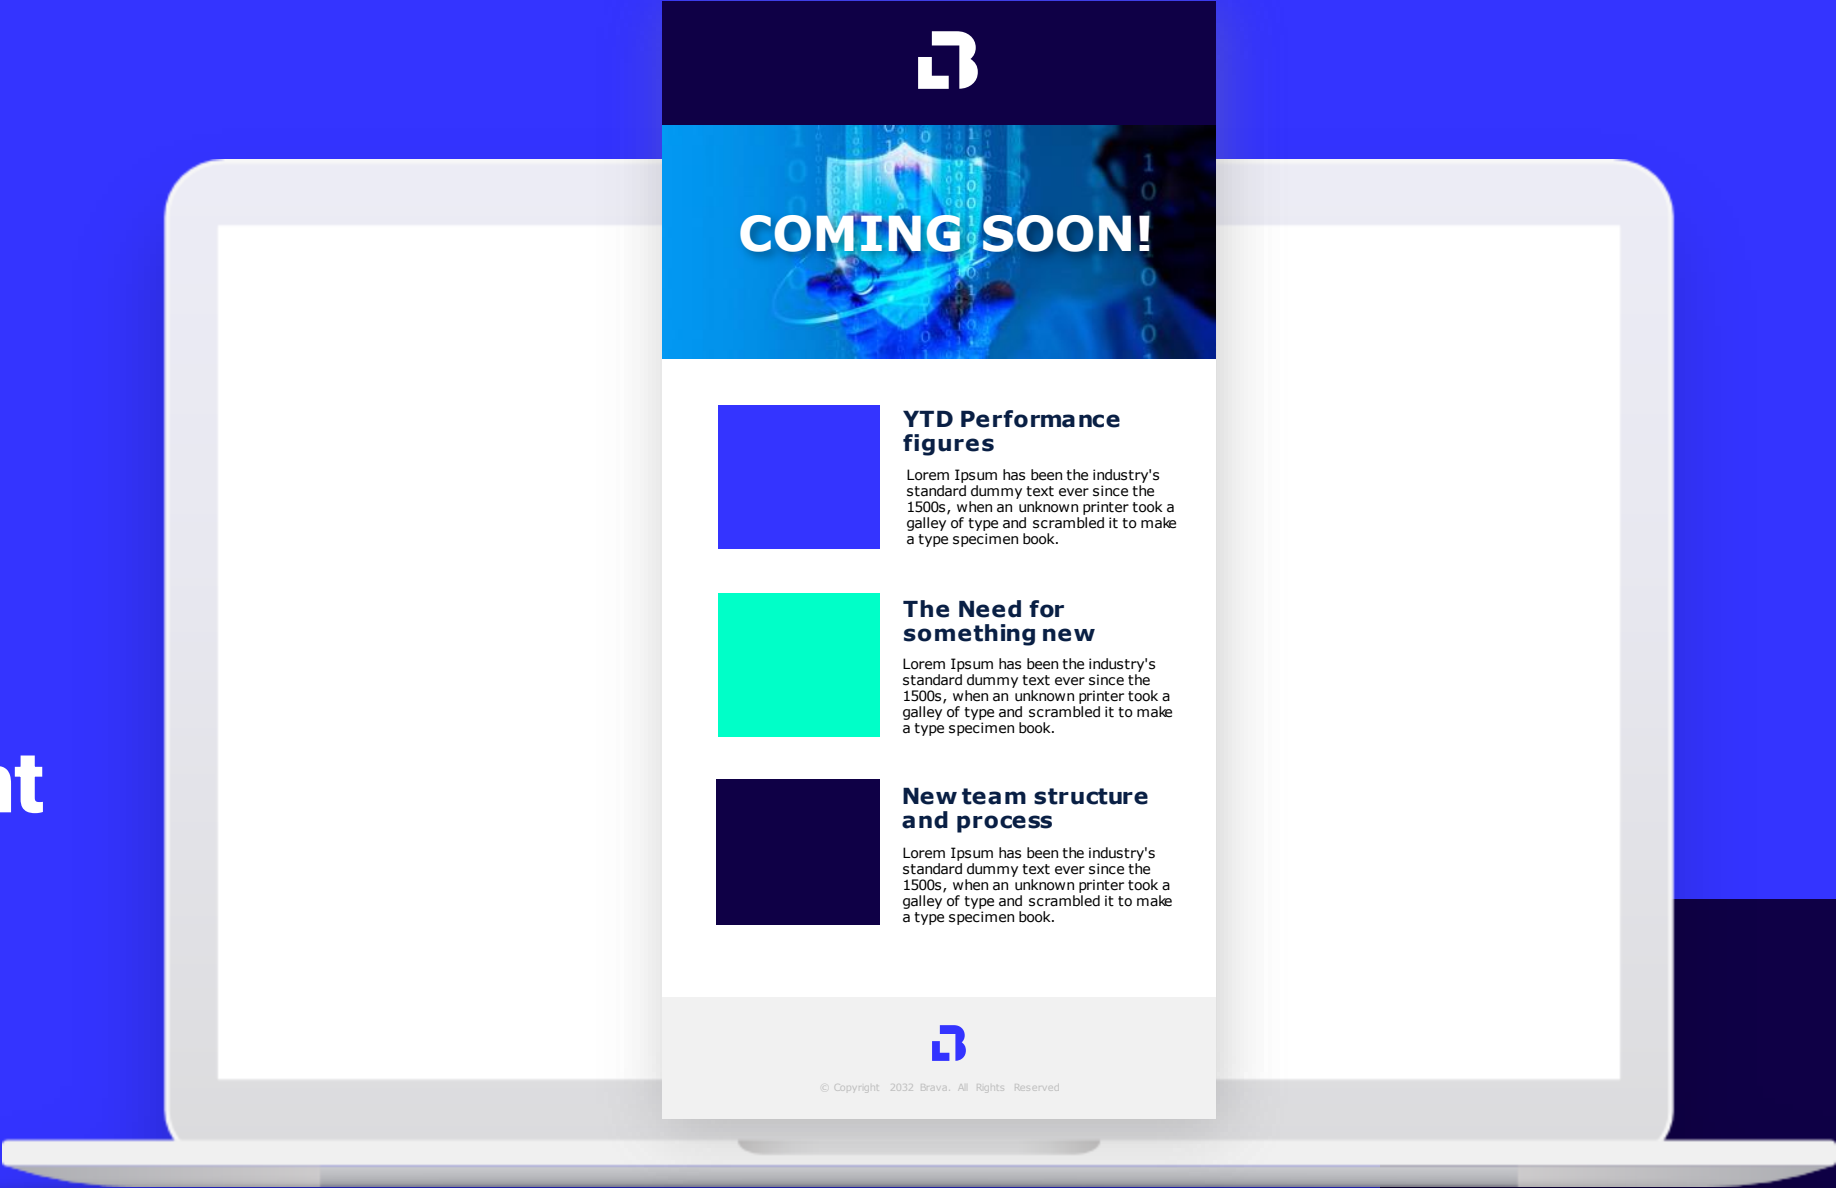 COMING SOON!
YTD Performance
figures
Lorem Ipsum has been the industry's
standard dummy text ever since the
1500s, when an unknown printer took a
galley of type and scrambled it to make
a type specimen book.
The Need for
something new
Lorem Ipsum has been the industry's
standard dummy text ever since the
1500s, when an unknown printer took a
galley of type and scrambled it to make
a type specimen book.
New team structure
and process
Lorem Ipsum has been the industry's
standard dummy text ever since the
1500s, when an unknown printer took a
galley of type and scrambled it to make
a type specimen book.
© Copyright 2032 Brava. All Rights Reserved